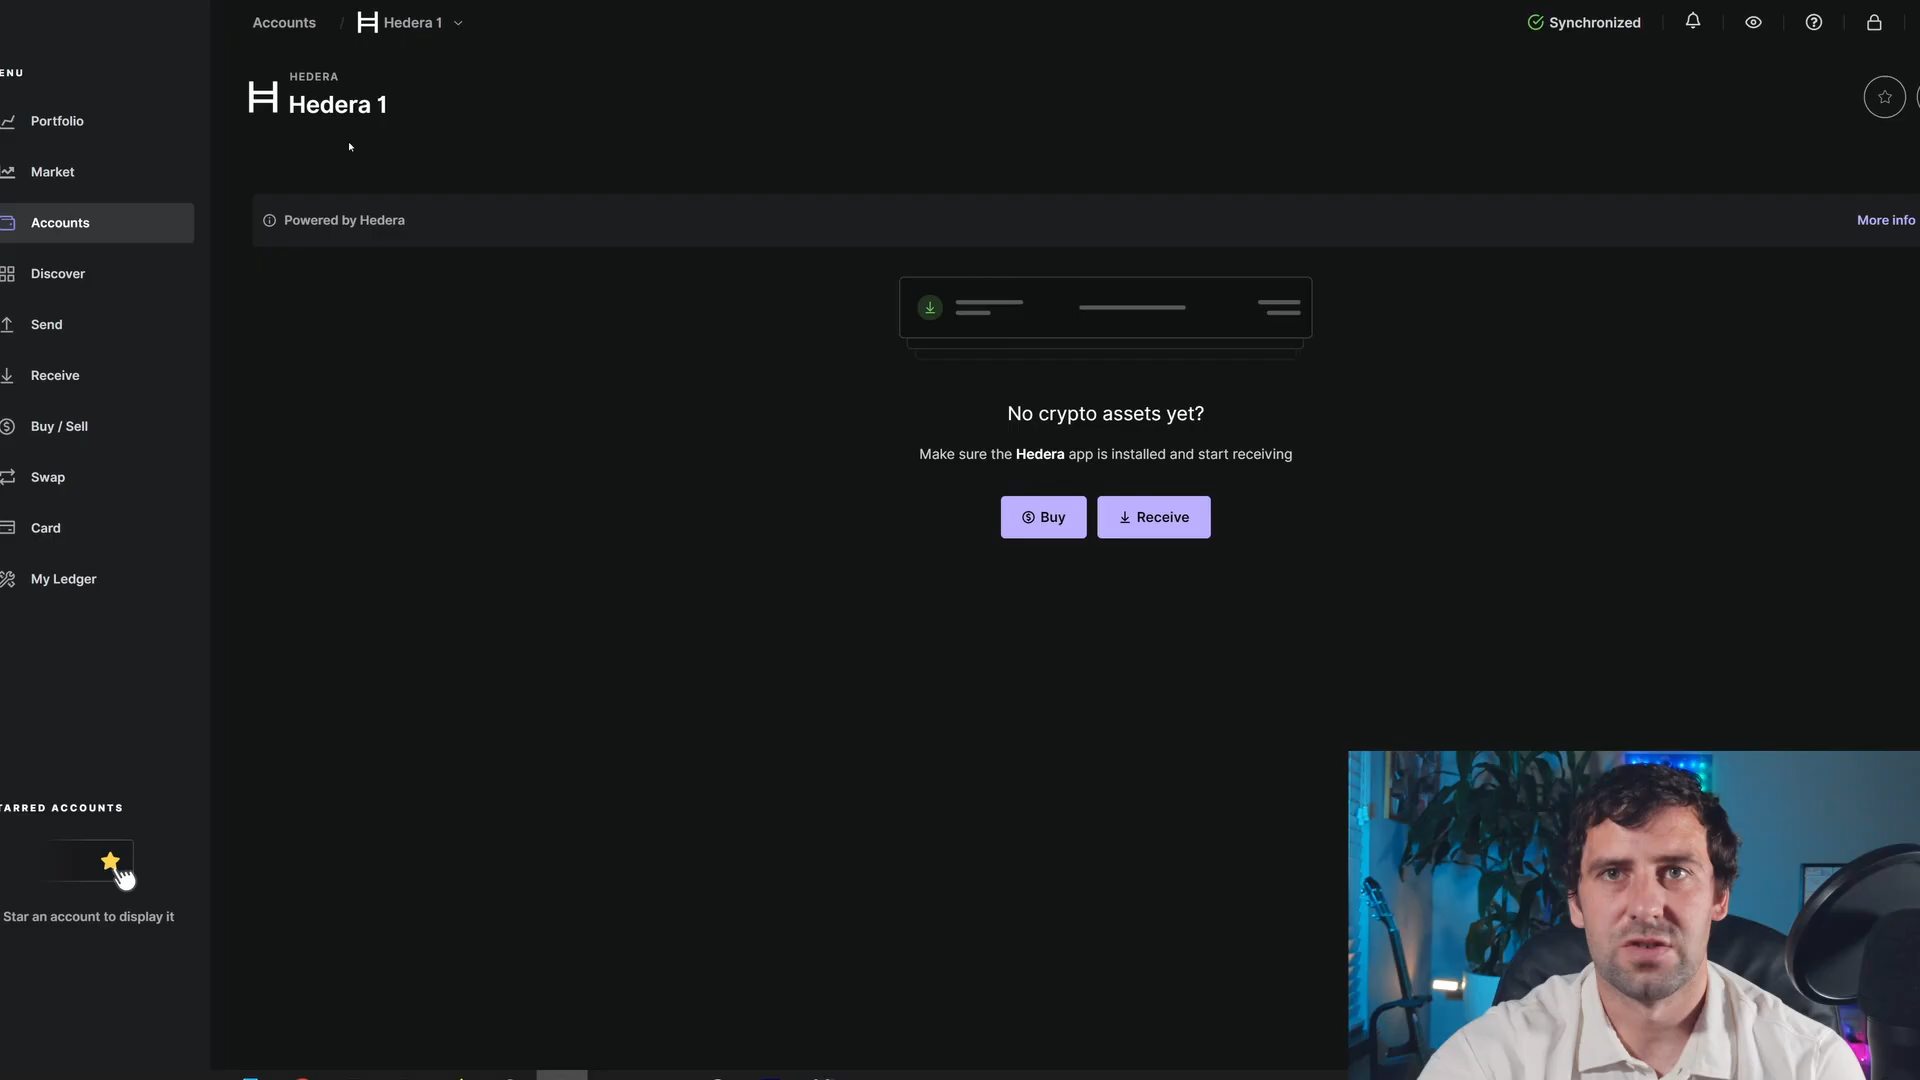 Accounts / Hedera 1
Synchronized
HEDERA
Hedera 1
ENU
Portfolio
Market
Accounts
Discover
Send
Receive
Buy / Sell
Swap
Card
My Ledger
Powered by Hedera
More info
No crypto assets yet?
Make sure the Hedera app is installed and start receiving
Buy
Receive
TARRED ACCOUNTS
Star an account to display it